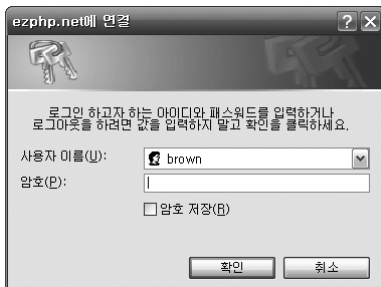 ezphp.net에 연결
로그인 하고자 하는 아이디와 패스워드를 입력하거나
로그아웃을 하려면 값을 입력하지 말고 확인을 클릭하세요.
사용자 이름(U):
brown
암호(P):
암호 저장(R)
확인
취소